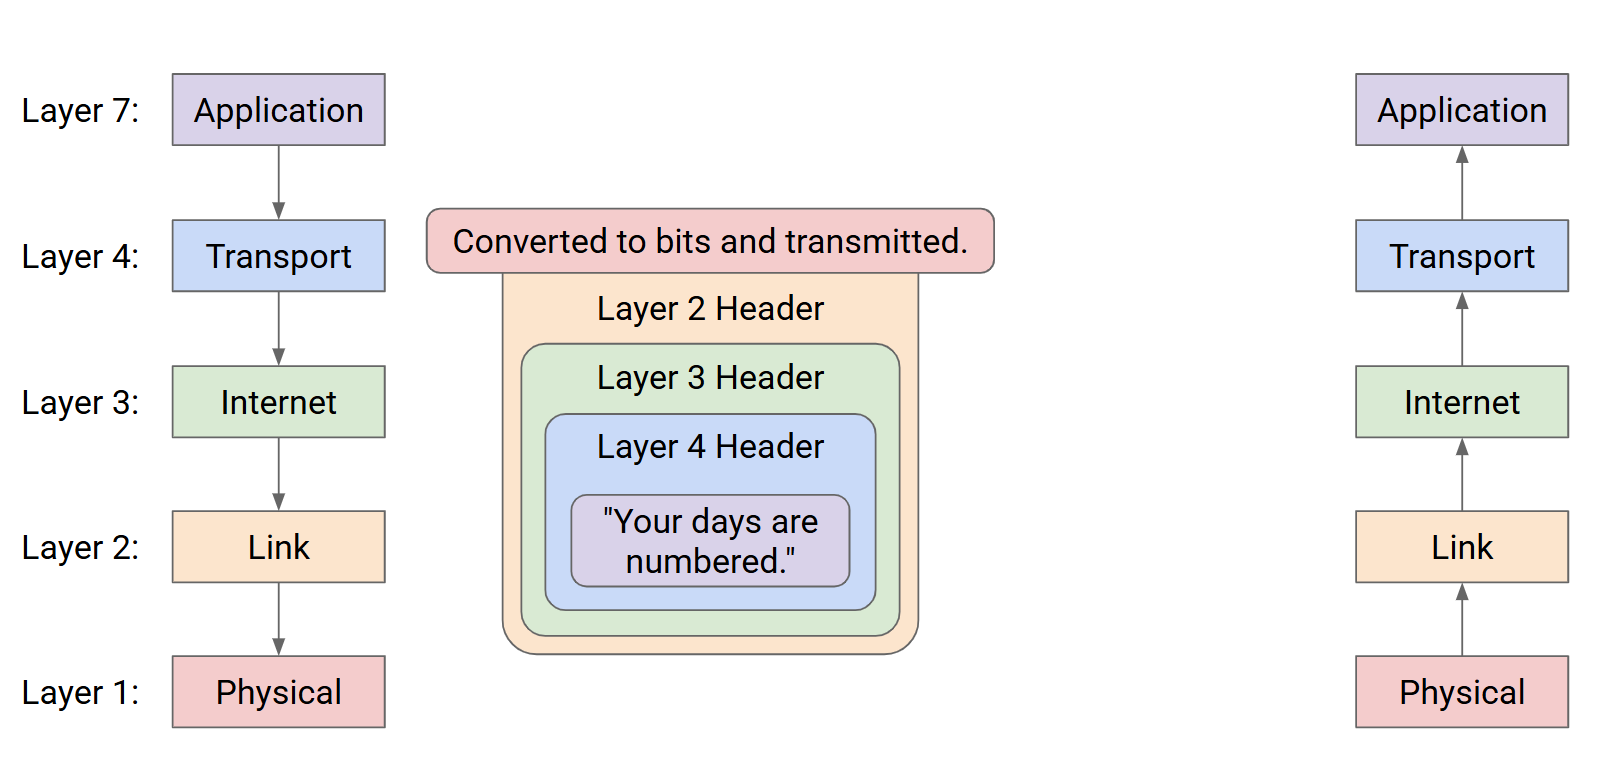 Layer 7:
Application
Layer 4:
Transport
Layer 3:
Internet
Layer 2:
Link
Layer 1:
Physical
Converted to bits and transmitted.
Layer 2 Header
Layer 3 Header
Layer 4 Header
"Your days are
numbered."
Application
Transport
Internet
Link
Physical